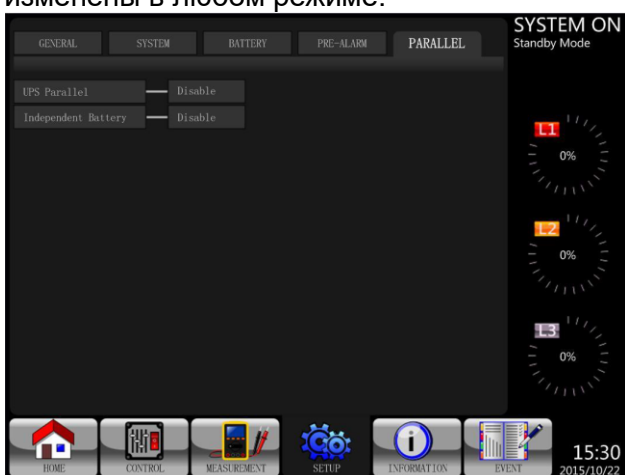 изменены в любом режиме.
SYSTEM ON
GENERAL SYSTEM BATTERY PRE-ALARM PARALLEL Standby Mode
UPS Parallel Disable
Independent Battery Disable
L1
0%
L2
0%
L3
0%
HOME CONTROL MEASUREMENT SETUP INFORMATION EVENT
15:30
2015/10/22